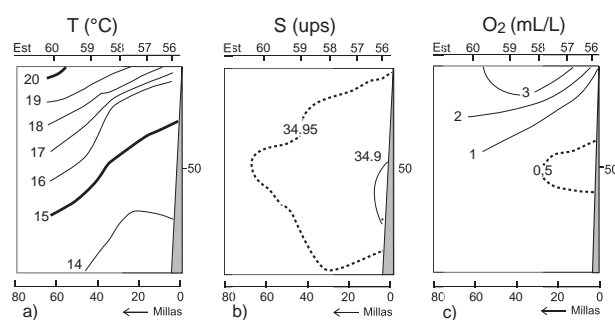 T (°C)
Est 60 59 58 57 56
20
19
18
17
16
15
14
50
80 60 40 20 0
a)
← Millas
S (ups)
Est 60 59 58 57 56
34.95
34.9
50
80 60 40 20 0
b)
← Millas
O₂ (mL/L)
Est 60 59 58 57 56
3
2
1
0,5
50
80 60 40 20 0
c)
← Millas